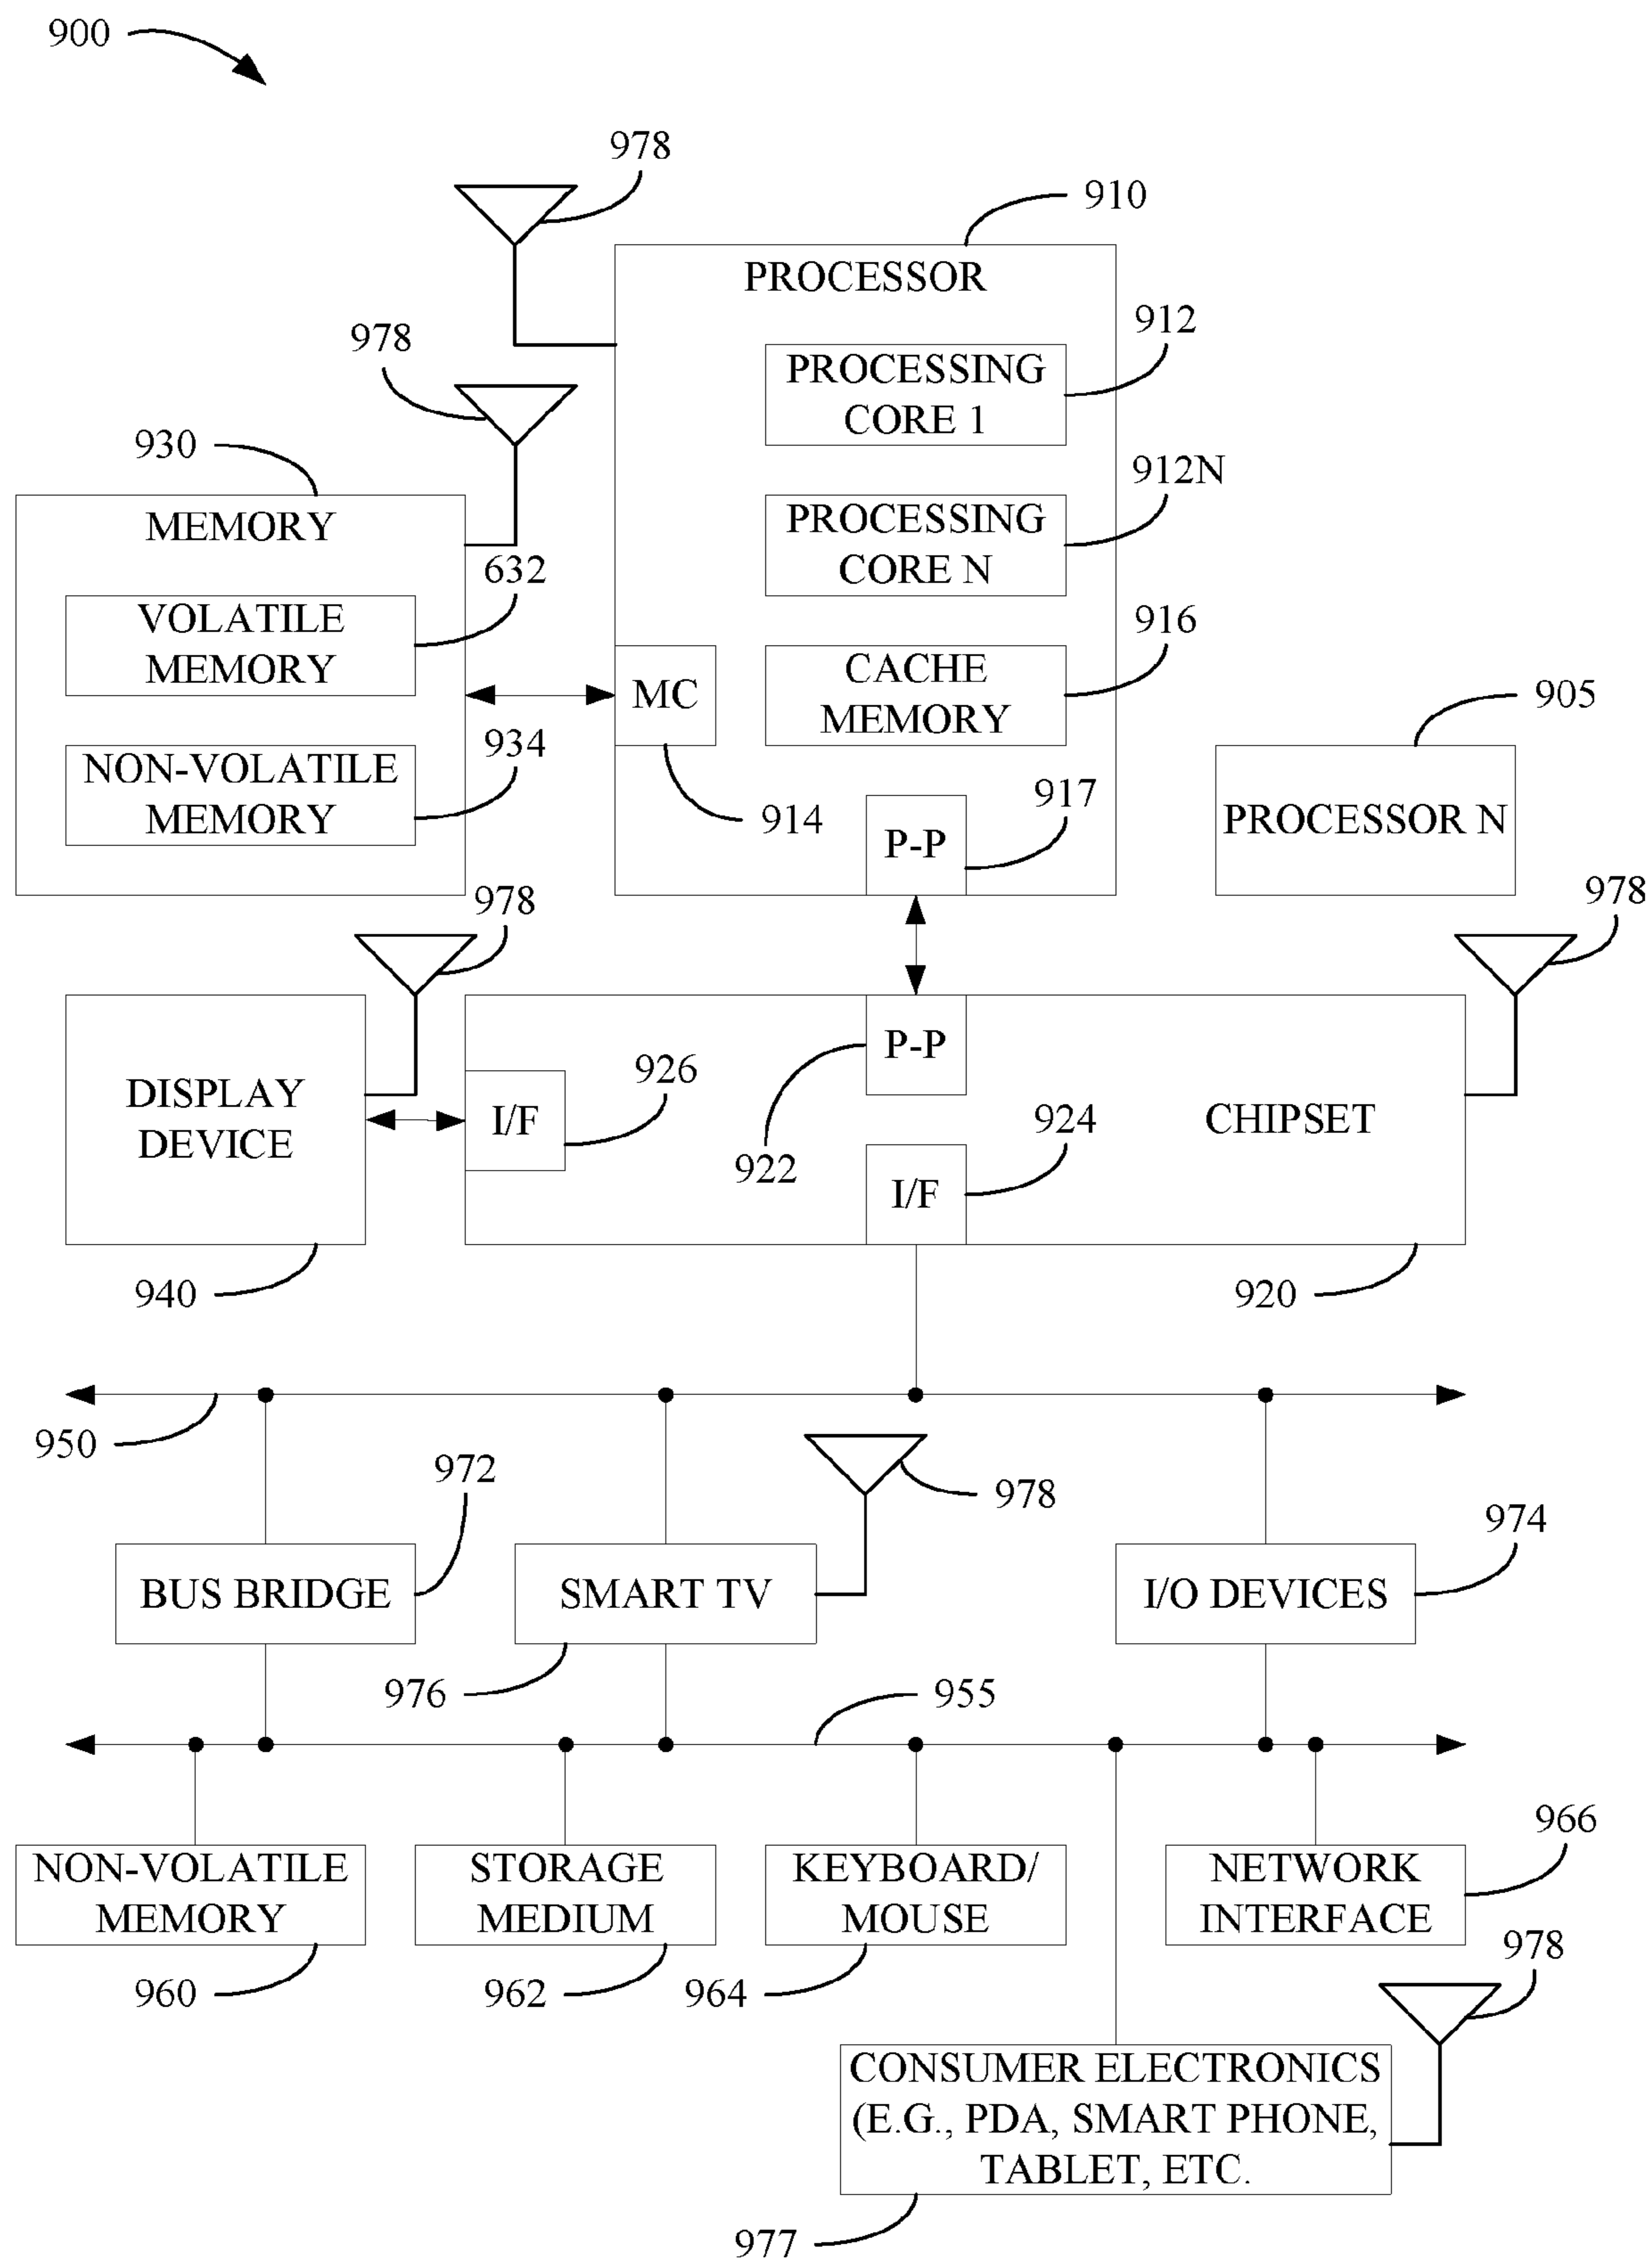 900
978
910
PROCESSOR
912
PROCESSING
CORE 1
978
930
912N
PROCESSING
CORE N
MEMORY
632
VOLATILE
MEMORY
916
CACHE
MEMORY
MC
905
934
NON-VOLATILE
MEMORY
914
917
P-P
PROCESSOR N
978
978
P-P
926
I/F
DISPLAY
DEVICE
924
CHIPSET
922
I/F
940
920
950
972
978
974
BUS BRIDGE
SMART TV
I/O DEVICES
976
955
966
NON-VOLATILE
MEMORY
STORAGE
MEDIUM
KEYBOARD/
MOUSE
NETWORK
INTERFACE
960
962
964
978
CONSUMER ELECTRONICS
(E.G., PDA, SMART PHONE,
TABLET, ETC.
977